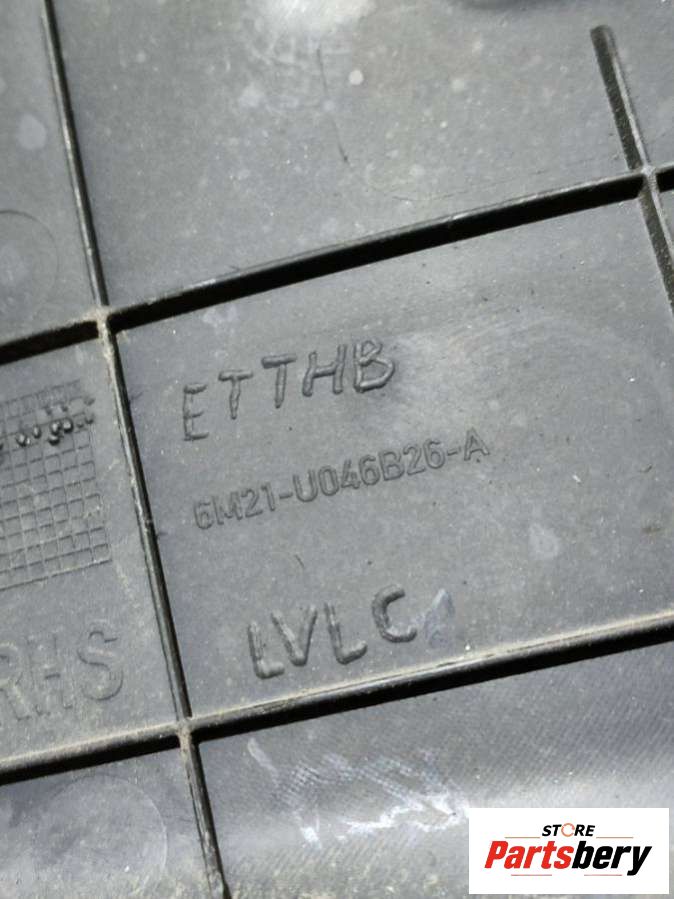 ETTHB
6M21-U046B26-A
RHS
LVLC
STORE
Partsbery